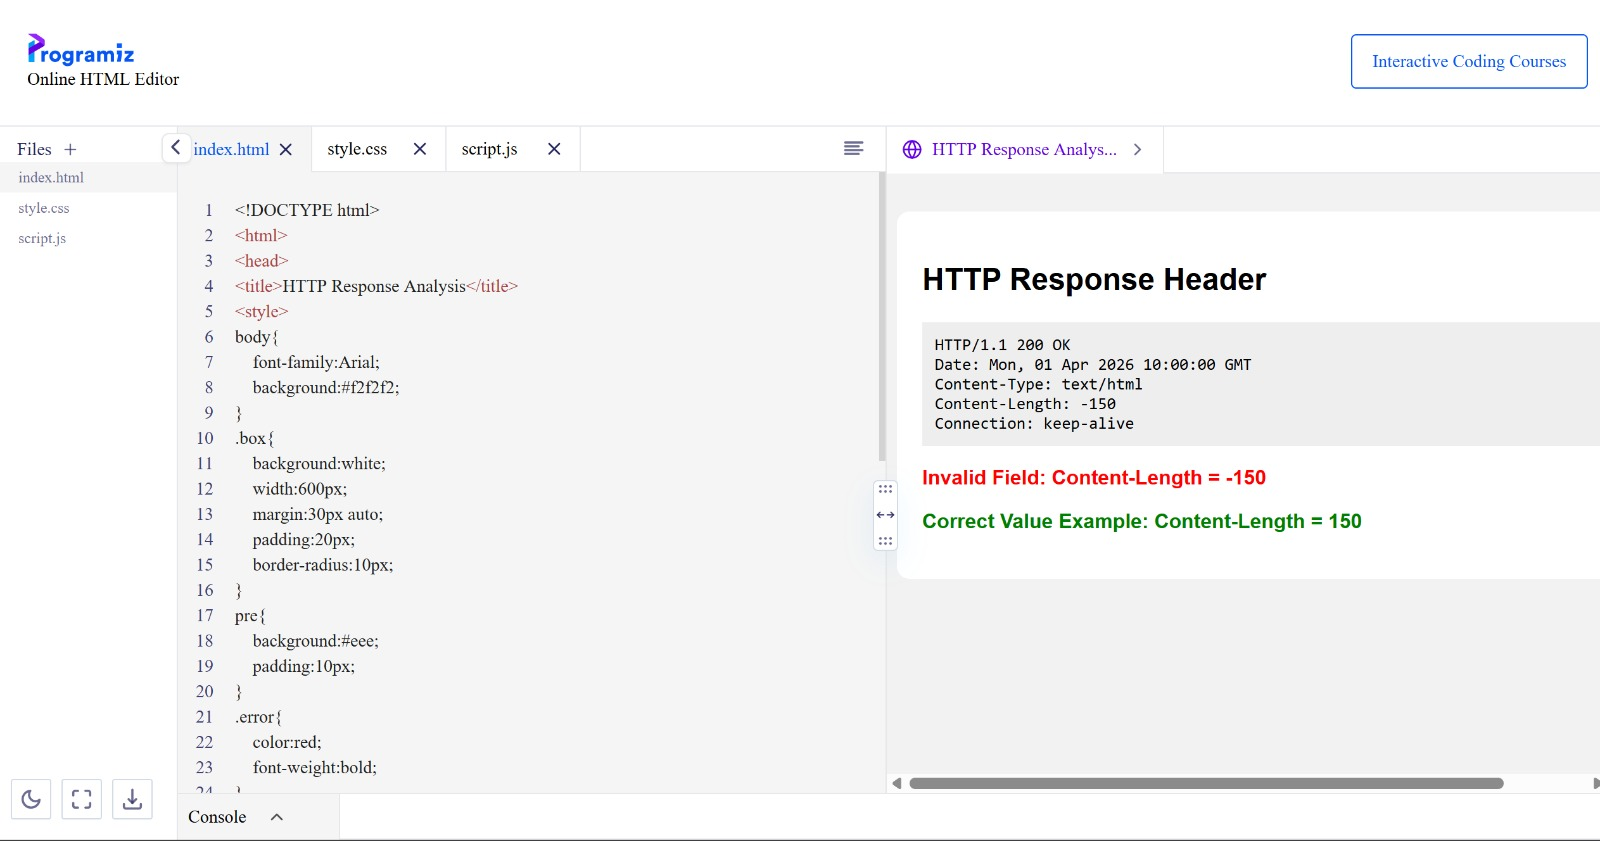 Programiz
Online HTML Editor
Interactive Coding Courses
Files +
index.html
style.css
script.js
index.html
style.css
script.js
HTTP Response Analys...
1 <!DOCTYPE html>
2 <html>
3 <head>
4 <title>HTTP Response Analysis</title>
5 <style>
6 body{
7 font-family:Arial;
8 background:#f2f2f2;
9 }
10 .box{
11 background:white;
12 width:600px;
13 margin:30px auto;
14 padding:20px;
15 border-radius:10px;
16 }
17 pre{
18 background:#eee;
19 padding:10px;
20 }
21 .error{
22 color:red;
23 font-weight:bold;
24 }
Console
HTTP Response Header
HTTP/1.1 200 OK
Date: Mon, 01 Apr 2026 10:00:00 GMT
Content-Type: text/html
Content-Length: -150
Connection: keep-alive
Invalid Field: Content-Length = -150
Correct Value Example: Content-Length = 150